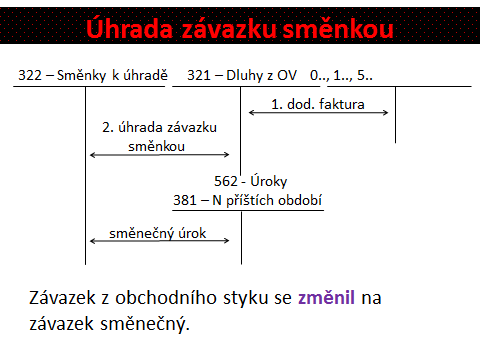 Úhrada závazku směnkou
322 – Směnky k úhradě 321 – Dluhy z OV 0.., 1.., 5..
1. dod. faktura
2. úhrada závazku
směnkou
562 - Úroky
381 – N příštích období
směnečný úrok
Závazek z obchodního styku se změnil na
závazek směnečný.